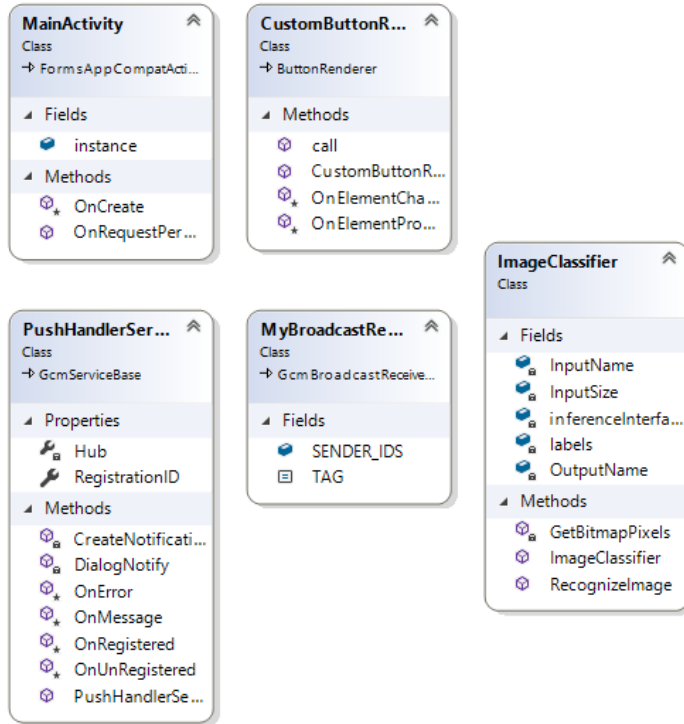 MainActivity
Class
FormsAppCompatActi...
Fields
instance
Methods
OnCreate
OnRequestPer...
CustomButtonR...
Class
ButtonRenderer
Methods
call
CustomButtonR...
OnElementCha...
OnElementPro...
ImageClassifier
Class
Fields
InputName
InputSize
inferenceInterfa...
labels
OutputName
Methods
GetBitmapPixels
ImageClassifier
RecognizeImage
PushHandlerSer...
Class
GcmServiceBase
Properties
Hub
RegistrationID
Methods
CreateNotificati...
DialogNotify
OnError
OnMessage
OnRegistered
OnUnRegistered
PushHandlerSe...
MyBroadcastRe...
Class
GcmBroadcastReceive...
Fields
SENDER_IDS
TAG